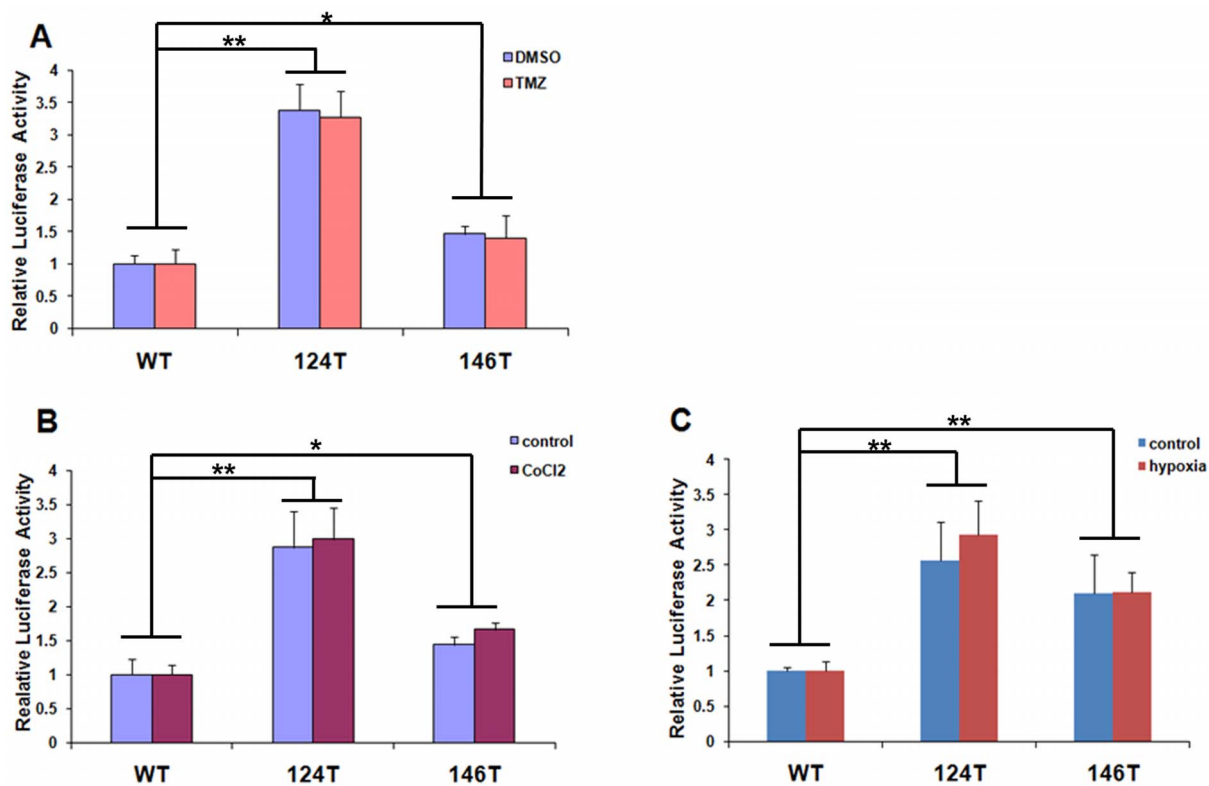 A
*
**
DMSO
TMZ
Relative Luciferase Activity
4
3.5
3
2.5
2
1.5
1
0.5
0
WT 124T 146T
B
*
**
control
CoCl2
Realative Luciferase Activity
4
3.5
3
2.5
2
1.5
1
0.5
0
WT 124T 146T
C
**
**
control
hypoxia
Relative Luciferase Activity
4
3.5
3
2.5
2
1.5
1
0.5
0
WT 124T 146T